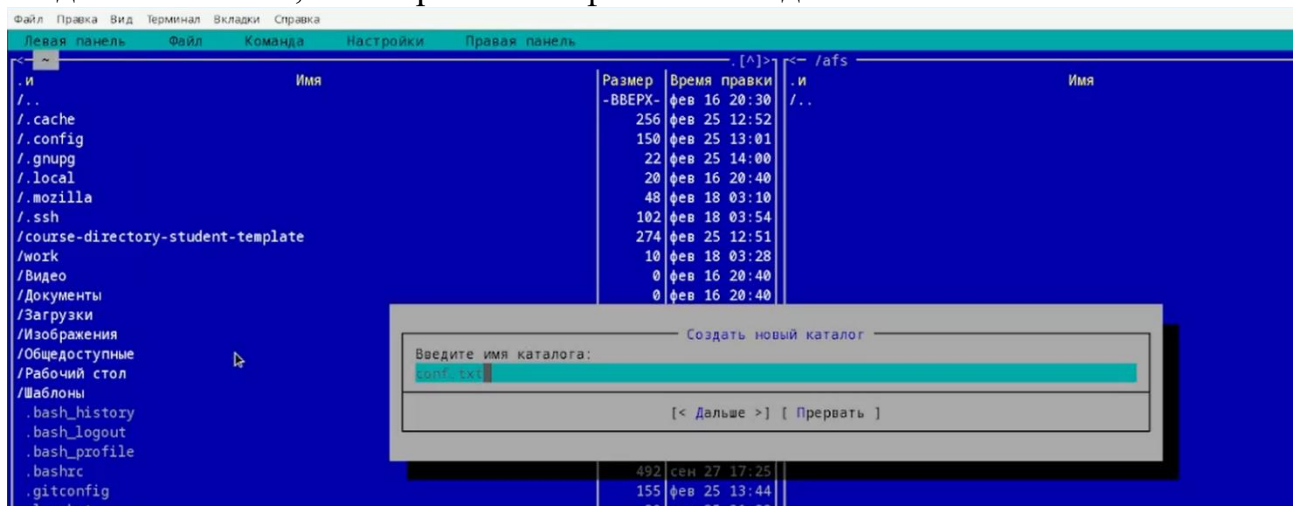 Файл Правка Вид Терминал Вкладки Справка
Левая панель Файл Команда Настройки Правая панель
<— ~ .[^]> <— /afs
.и Имя Размер Время правки .и Имя
/.. -ВВЕРХ- фев 16 20:30 /..
/.cache 256 фев 25 12:52
/.config 150 фев 25 13:01
/.gnupg 22 фев 25 14:00
/.local 20 фев 16 20:40
/.mozilla 48 фев 18 03:10
/.ssh 102 фев 18 03:54
/course-directory-student-template 274 фев 25 12:51
/work 10 фев 18 03:28
/Видео 0 фев 16 20:40
/Документы 0 фев 16 20:40
/Загрузки
/Изображения Создать новый каталог
/Общедоступные Введите имя каталога:
/Рабочий стол conf.txt
/Шаблоны
.bash_history [< Дальше >] [ Прервать ]
.bash_logout
.bash_profile
.bashrc 492 сен 27 17:25
.gitconfig 155 фев 25 13:44